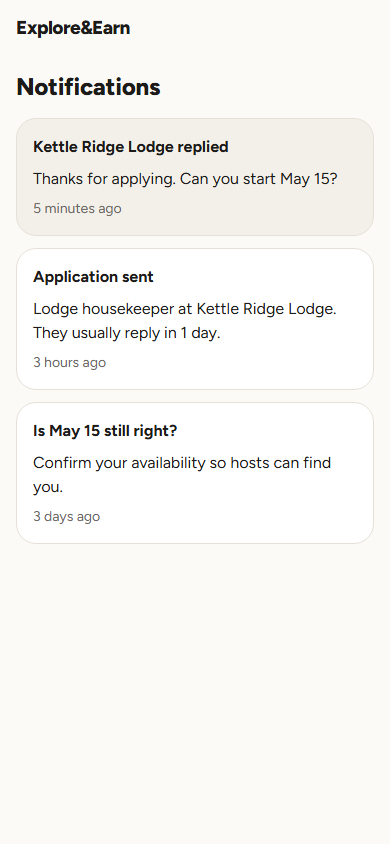 Explore&Earn
Notifications
Kettle Ridge Lodge replied
Thanks for applying. Can you start May 15?
5 minutes ago
Application sent
Lodge housekeeper at Kettle Ridge Lodge.
They usually reply in 1 day.
3 hours ago
Is May 15 still right?
Confirm your availability so hosts can find
you.
3 days ago